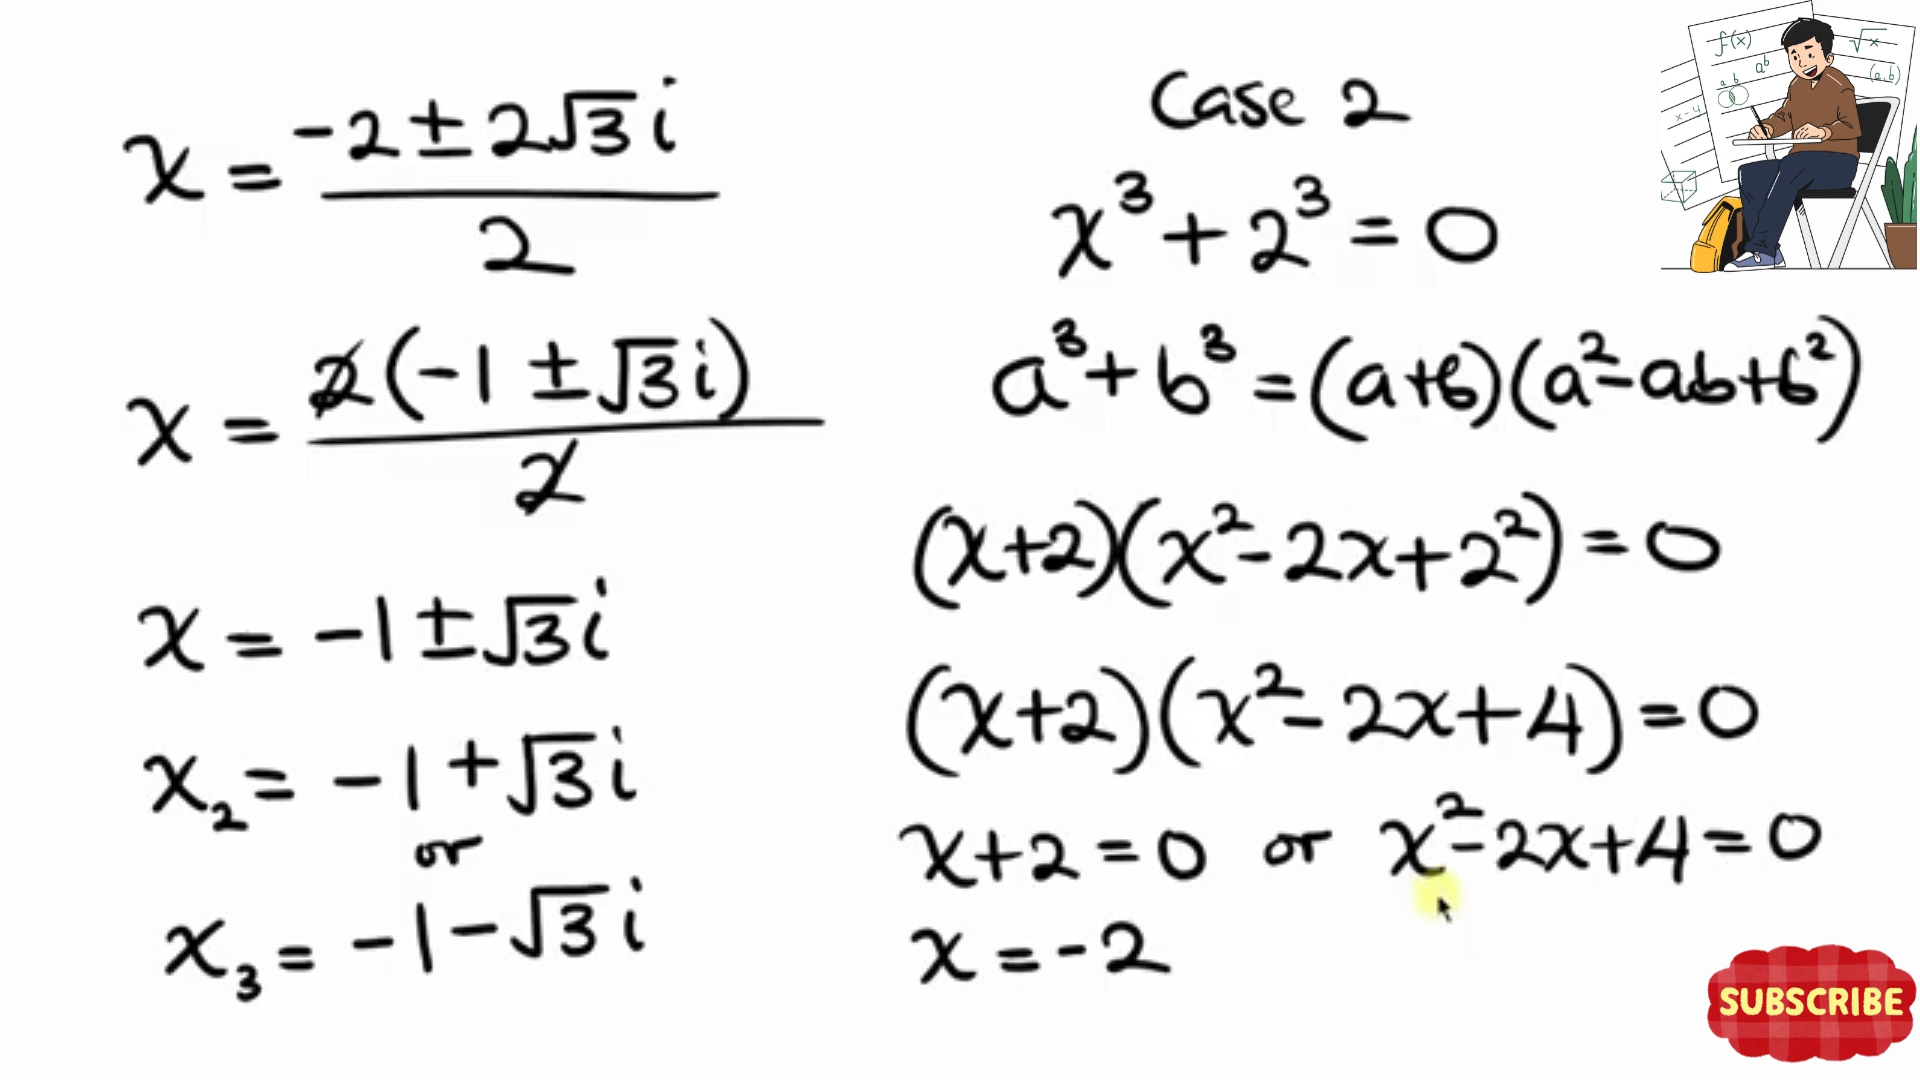 x = (-2 ± 2√3 i) / 2
x = 2(-1 ± √3 i) / 2
x = -1 ± √3 i
x₂ = -1 + √3 i
or
x₃ = -1 - √3 i
Case 2
x³ + 2³ = 0
a³ + b³ = (a+b)(a² - ab + b²)
(x+2)(x² - 2x + 2²) = 0
(x+2)(x² - 2x + 4) = 0
x+2 = 0 or x² - 2x + 4 = 0
x = -2
f(x)
√x
a b
aᵇ
(a,b)
x-4
SUBSCRIBE